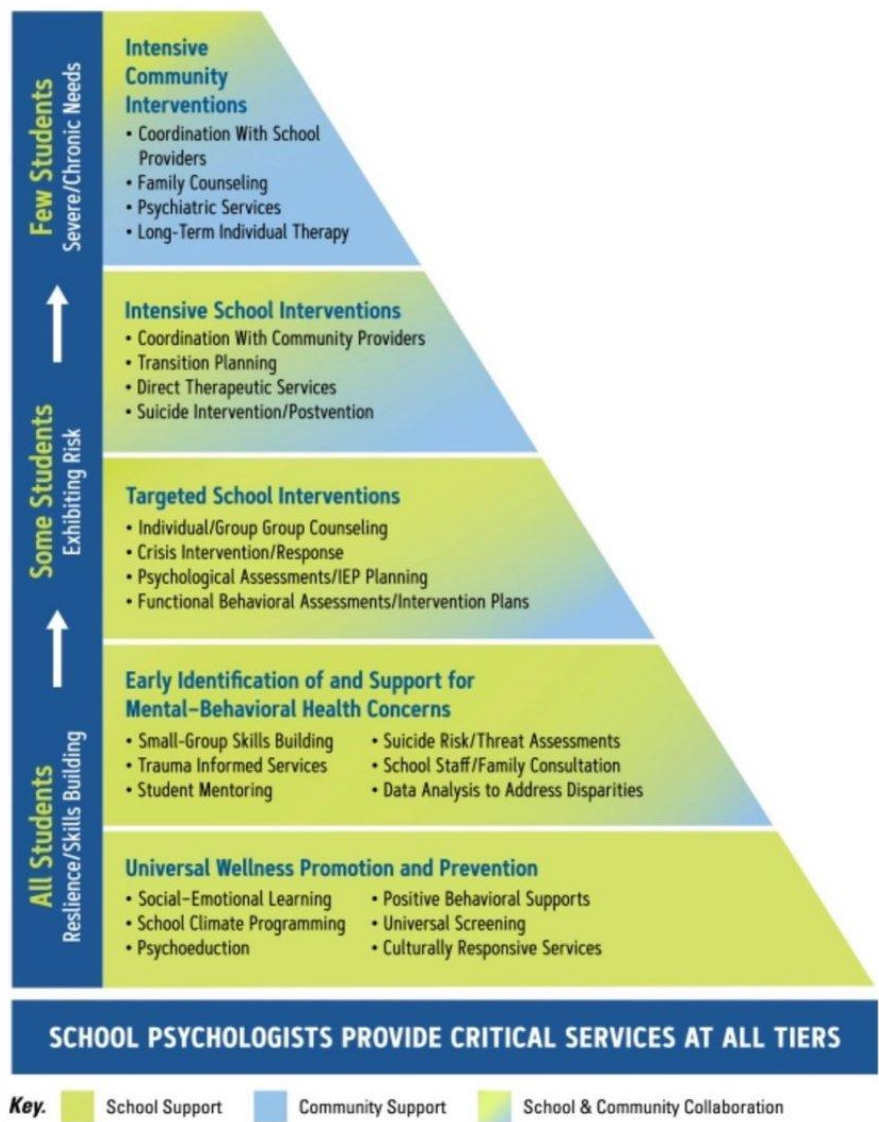 Few Students
Severe/Chronic Needs
Some Students
Exhibiting Risk
All Students
Reslience/Skills Building
Intensive
Community
Interventions
• Coordination With School
Providers
• Family Counseling
• Psychiatric Services
• Long-Term Individual Therapy
Intensive School Interventions
• Coordination With Community Providers
• Transition Planning
• Direct Therapeutic Services
• Suicide Intervention/Postvention
Targeted School Interventions
• Individual/Group Group Counseling
• Crisis Intervention/Response
• Psychological Assessments/IEP Planning
• Functional Behavioral Assessments/Intervention Plans
Early Identification of and Support for
Mental–Behavioral Health Concerns
• Small-Group Skills Building
• Trauma Informed Services
• Student Mentoring
• Suicide Risk/Threat Assessments
• School Staff/Family Consultation
• Data Analysis to Address Disparities
Universal Wellness Promotion and Prevention
• Social–Emotional Learning
• School Climate Programming
• Psychoeduction
• Positive Behavioral Supports
• Universal Screening
• Culturally Responsive Services
SCHOOL PSYCHOLOGISTS PROVIDE CRITICAL SERVICES AT ALL TIERS
Key. School Support Community Support School & Community Collaboration